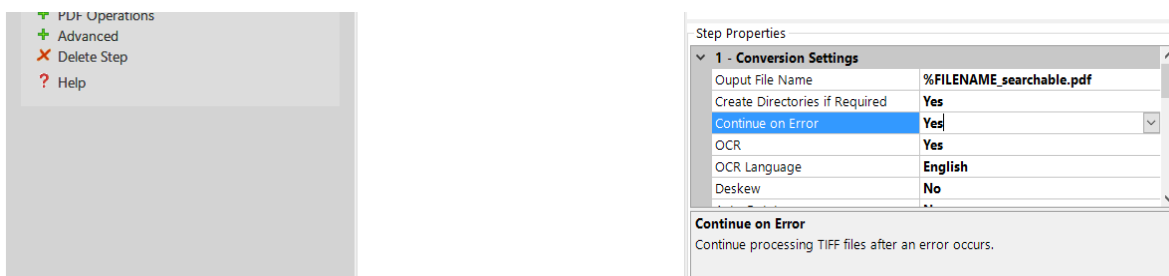 PDF Operations
Advanced
Delete Step
Help
Step Properties
1 - Conversion Settings
Ouput File Name %FILENAME_searchable.pdf
Create Directories if Required Yes
Continue on Error Yes
OCR Yes
OCR Language English
Deskew No
Continue on Error
Continue processing TIFF files after an error occurs.